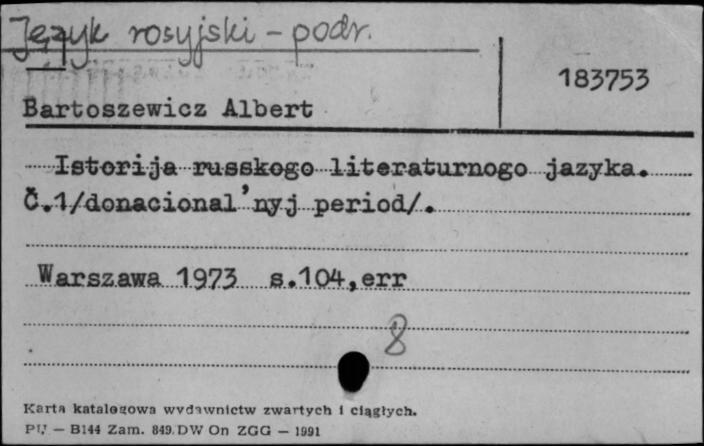 Język rosyjski - podr.
183753
Bartoszewicz Albert
Istorija russkogo literaturnogo jazyka.
Č.1/donacional'nyj period/.
Warszawa 1973 s.104,err
8
Karta katalogowa wydawnictw zwartych i ciągłych.
PU — B144 Zam. 849. DW On ZGG — 1991